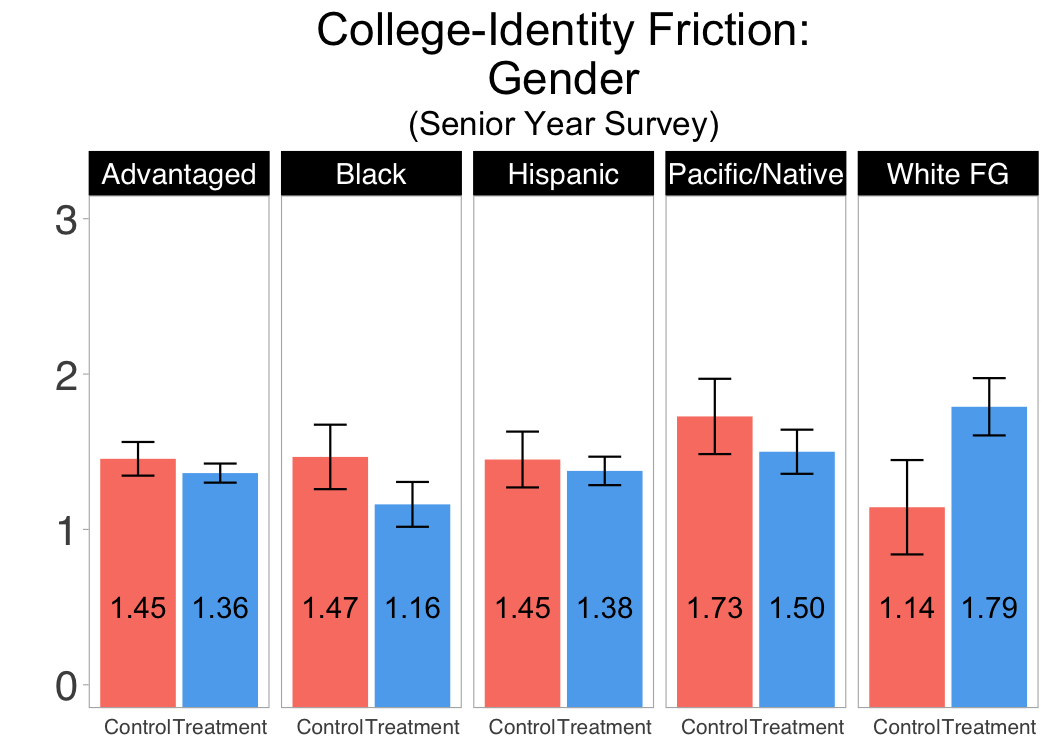 College-Identity Friction:
Gender
(Senior Year Survey)
Advantaged Black Hispanic Pacific/Native White FG
3
2
1
0
1.45 1.36 1.47 1.16 1.45 1.38 1.73 1.50 1.14 1.79
Control Treatment Control Treatment Control Treatment Control Treatment Control Treatment